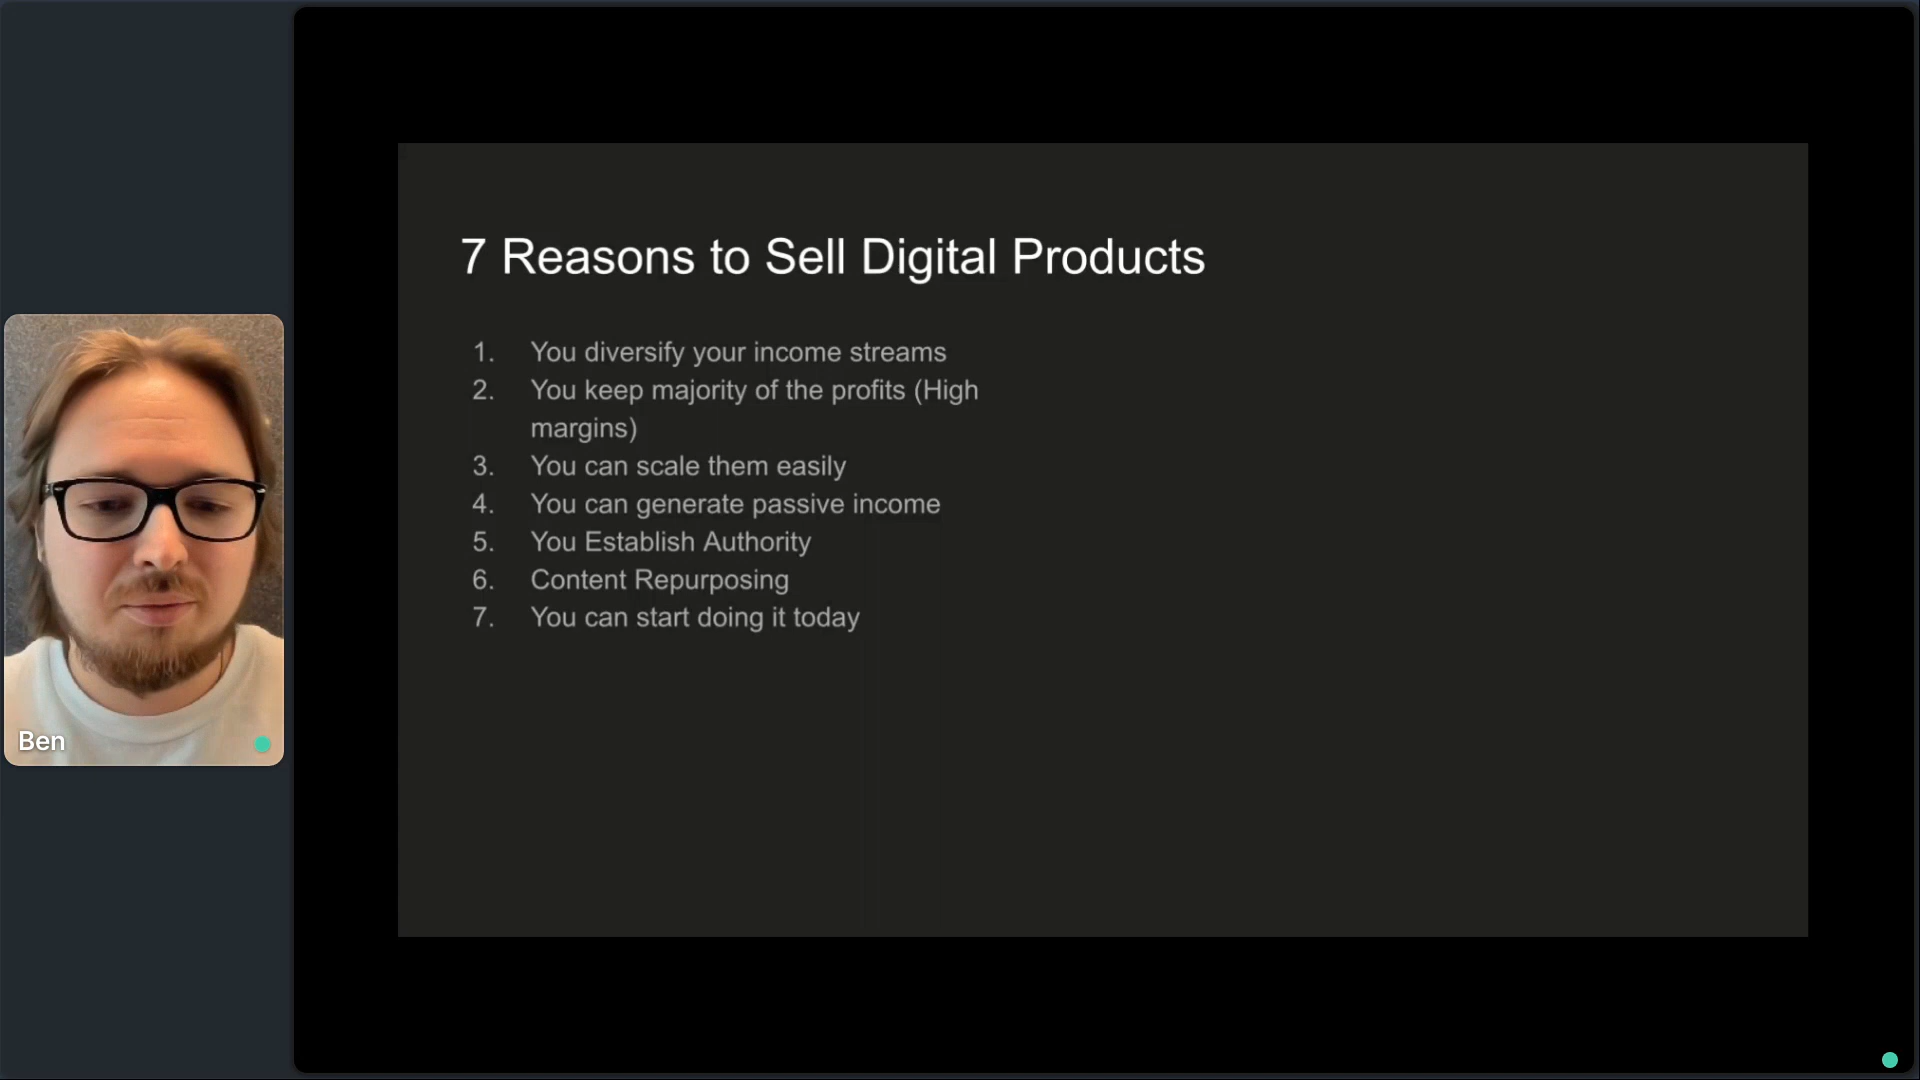 7 Reasons to Sell Digital Products
1. You diversify your income streams
2. You keep majority of the profits (High
margins)
3. You can scale them easily
4. You can generate passive income
5. You Establish Authority
6. Content Repurposing
7. You can start doing it today
Ben